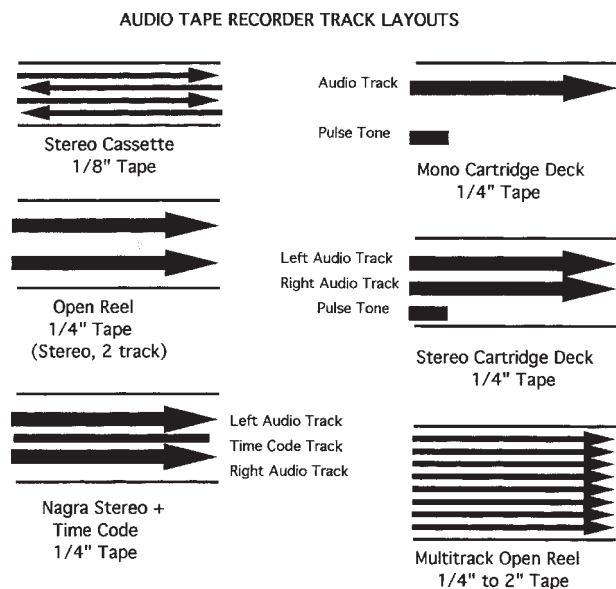 AUDIO TAPE RECORDER TRACK LAYOUTS
Stereo Cassette
1/8" Tape
Audio Track
Pulse Tone
Mono Cartridge Deck
1/4" Tape
Open Reel
1/4" Tape
(Stereo, 2 track)
Left Audio Track
Right Audio Track
Pulse Tone
Stereo Cartridge Deck
1/4" Tape
Left Audio Track
Time Code Track
Right Audio Track
Nagra Stereo +
Time Code
1/4" Tape
Multitrack Open Reel
1/4" to 2" Tape